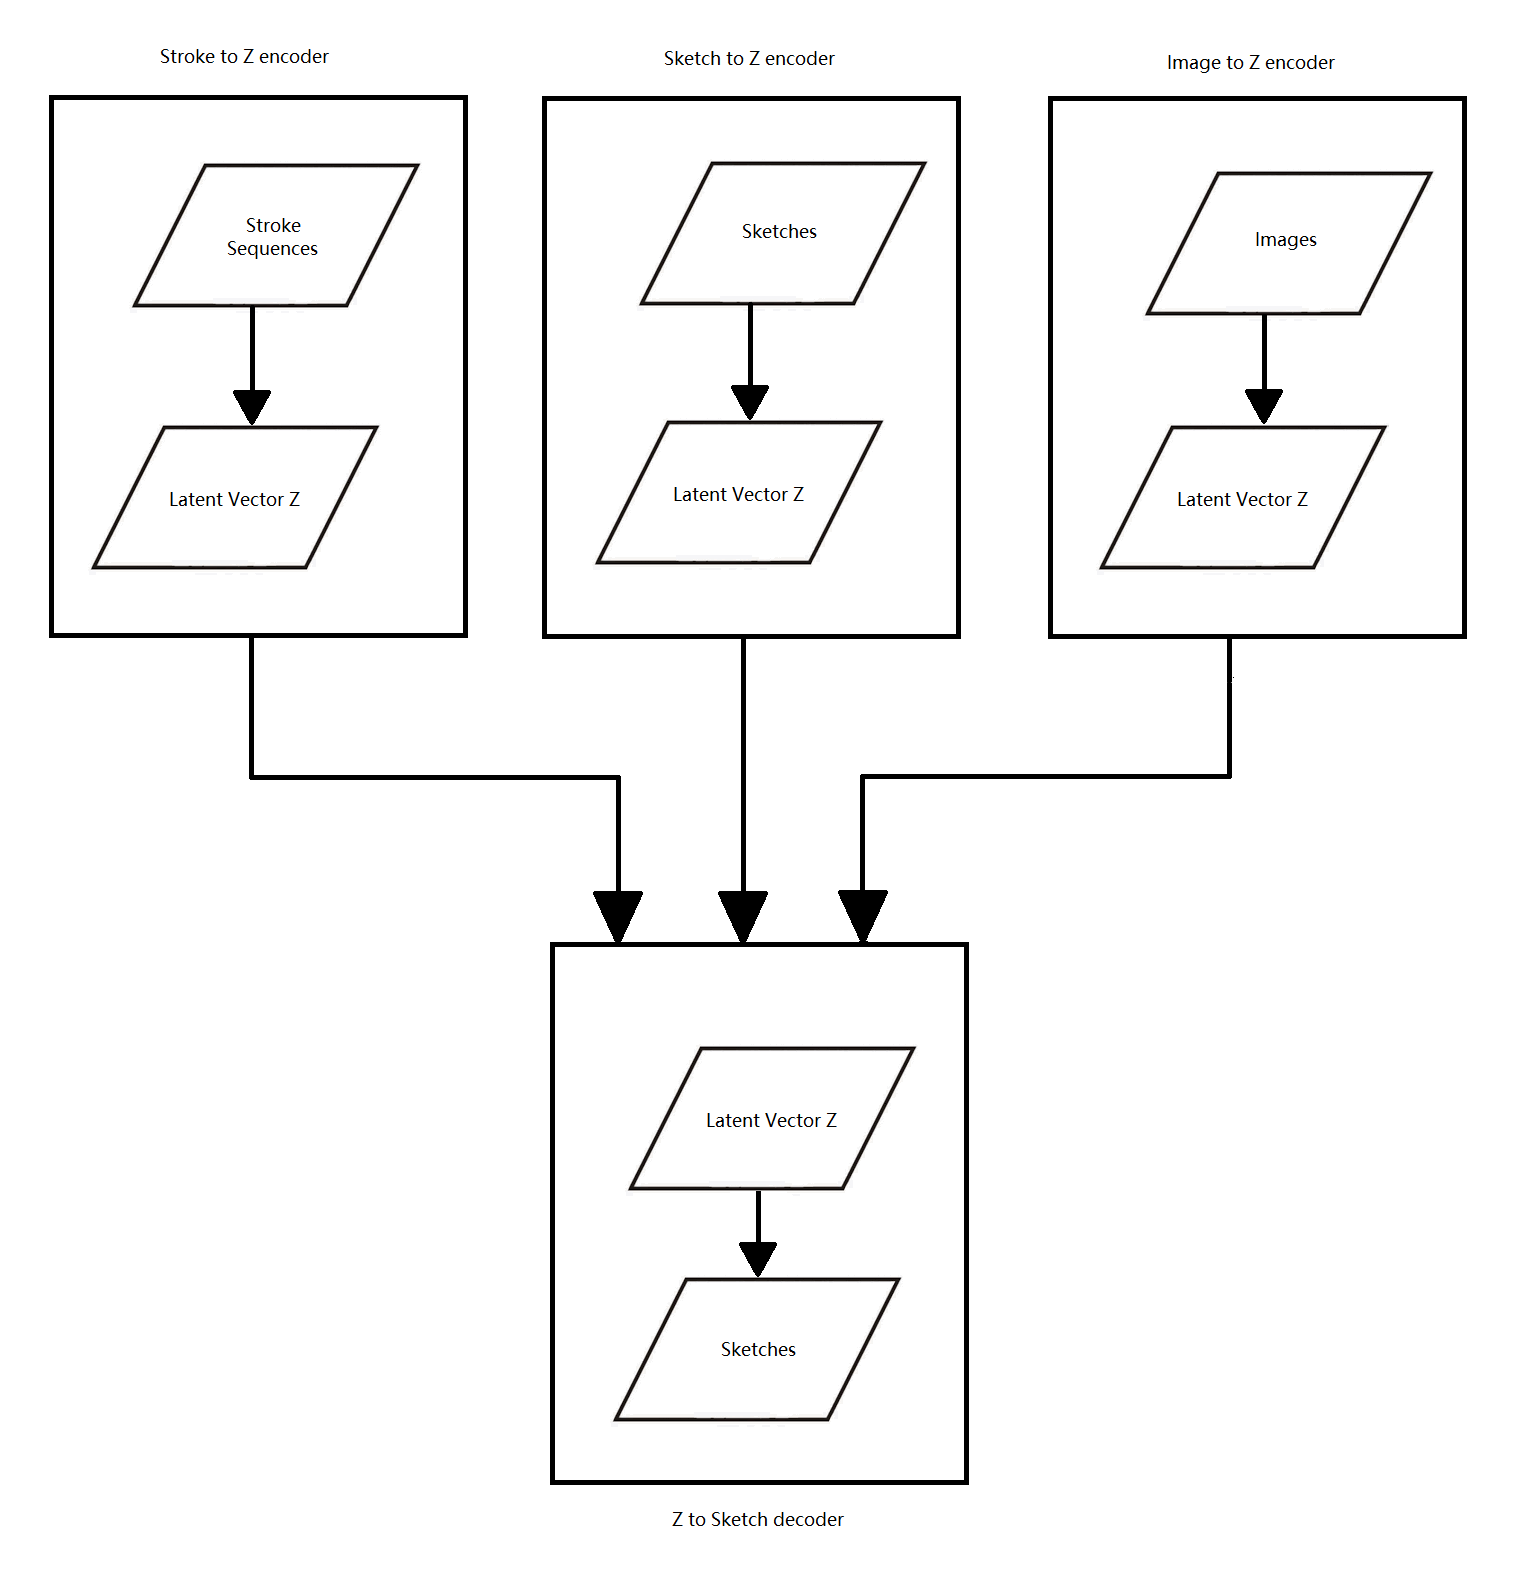 Stroke to Z encoder
Sketch to Z encoder
Image to Z encoder
Stroke
Sequences
Sketches
Images
Latent Vector Z
Latent Vector Z
Latent Vector Z
Latent Vector Z
Sketches
Z to Sketch decoder